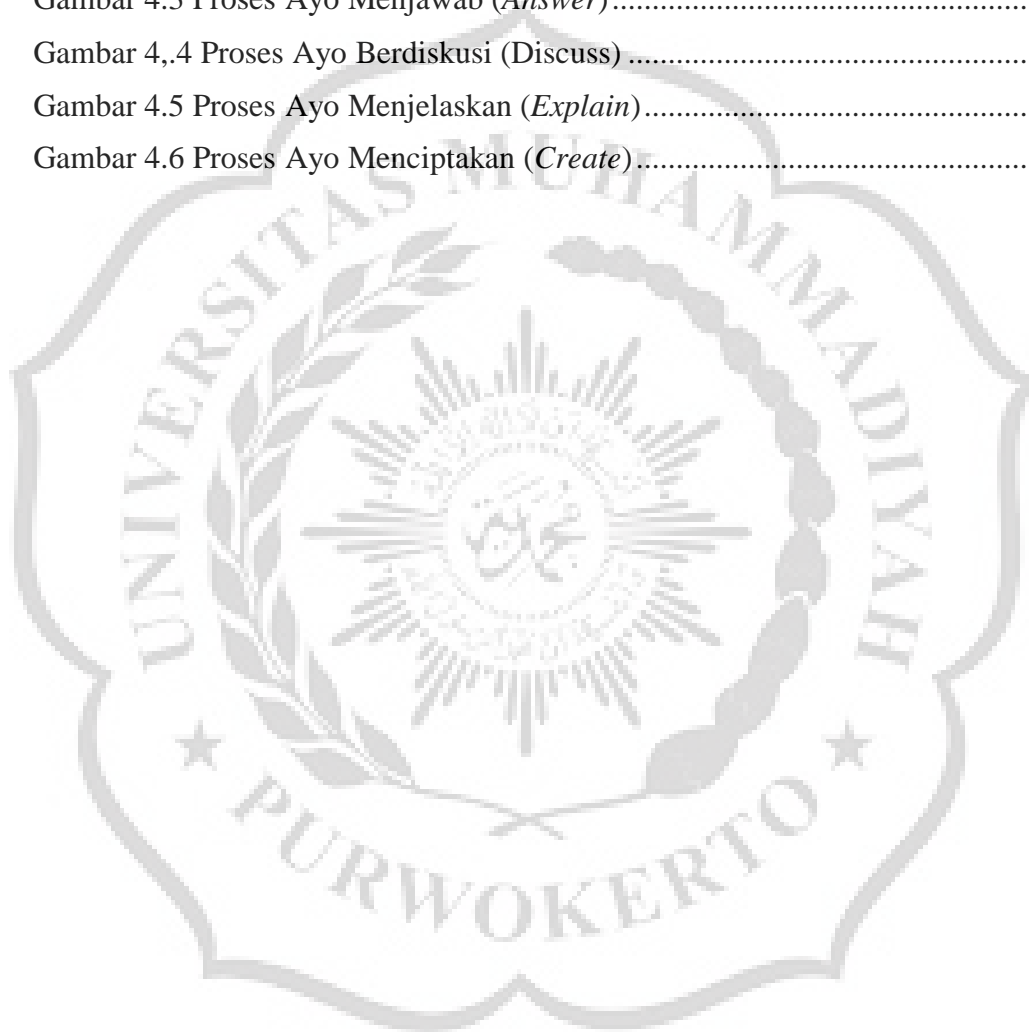 Gambar 4.3 Proses Ayo Menjawab (Answer)..........................................
Gambar 4,.4 Proses Ayo Berdiskusi (Discuss) ..........................................
Gambar 4.5 Proses Ayo Menjelaskan (Explain)..........................................
Gambar 4.6 Proses Ayo Menciptakan (Create)..........................................
UNIVERSITAS MUHAMMADIYAH
★ PURWOKERTO ★